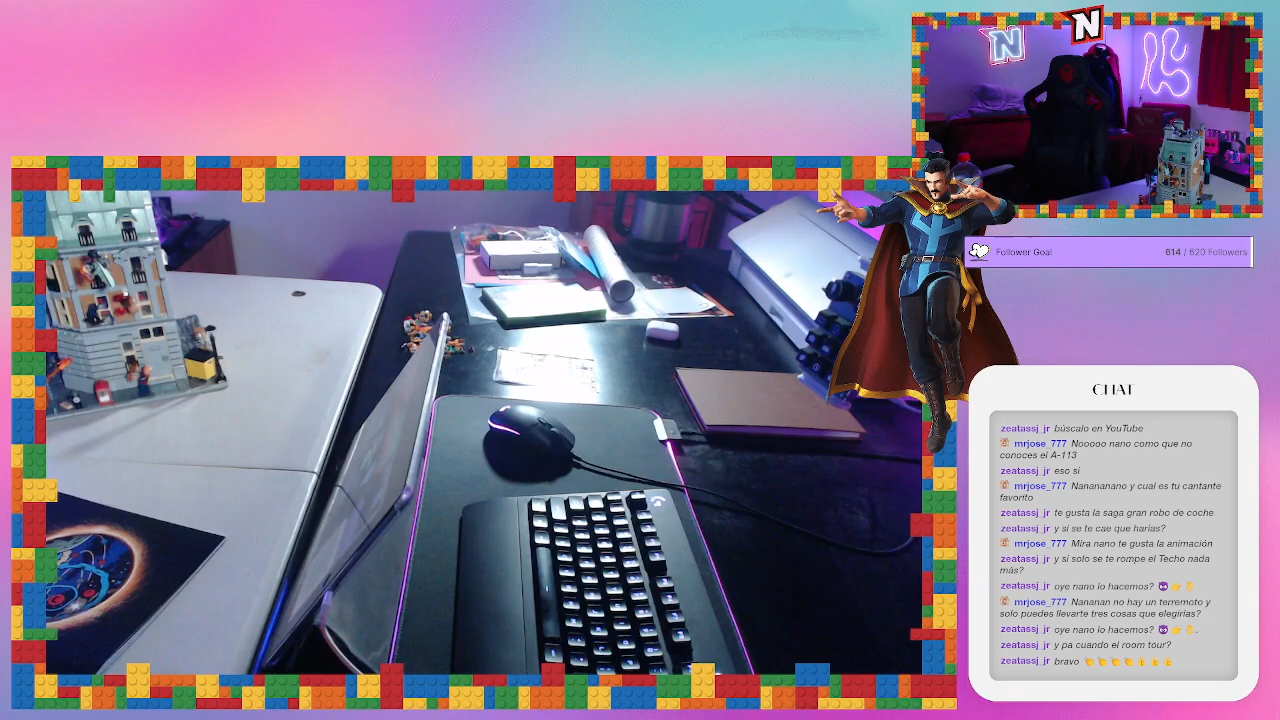 N
N
Follower Goal 614 / 620 Followers
CHAT
zeatassj_jr búscalo en YouTube
mrjose_777 Nooooo nano como que no
conoces el A-113
zeatassj_jr eso si
mrjose_777 Nanananano y cual es tu cantante
favorito
zeatassj_jr te gusta la saga gran robo de coche
zeatassj_jr y si se te cae que harias?
mrjose_777 Mira nano te gusta la animación
zeatassj_jr y si solo se te rompe el Techo nada
más?
zeatassj_jr oye nano lo hacemos? 😈👉👌
mrjose_777 Nananan no hay un terremoto y
solo puedes llevarte tres cosas que elegirías?
zeatassj_jr oye nano lo hacemos? 😈👉👌.
zeatassj_jr y pa cuando el room tour?
zeatassj_jr bravo